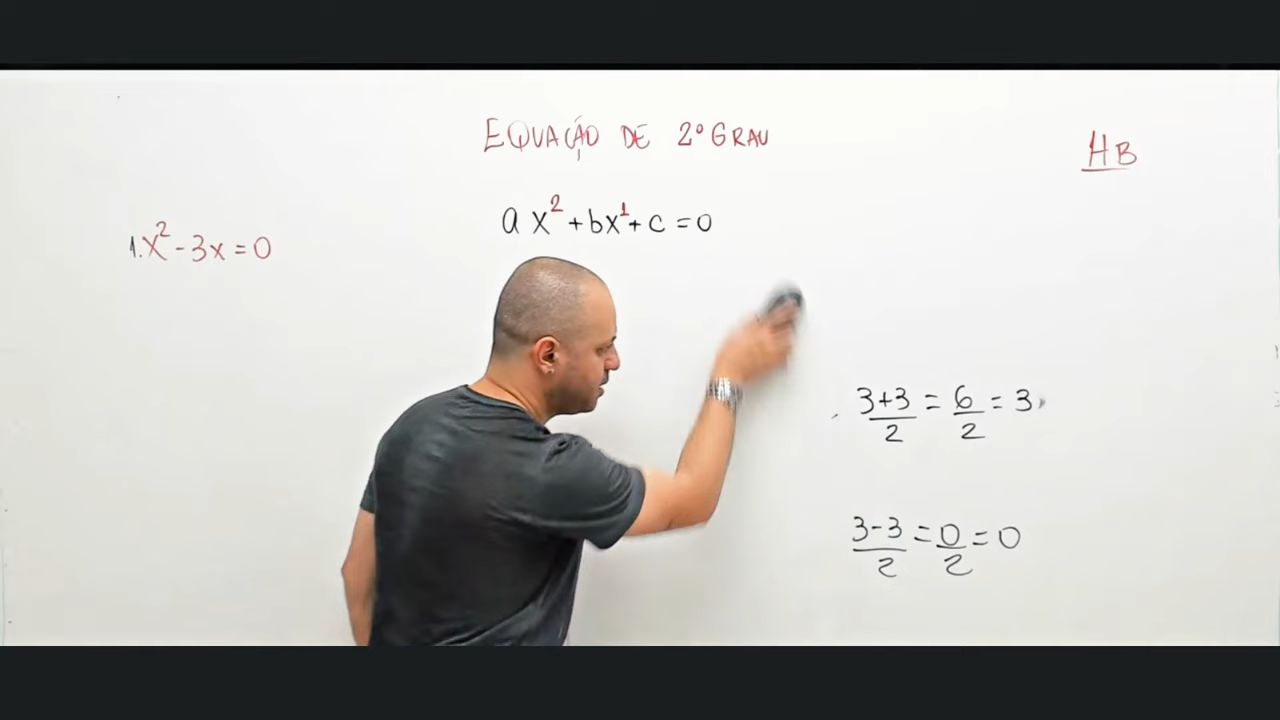 EQUAÇÃO DE 2º GRAU
HB
ax²+bx¹+c=0
1.x²-3x=0
3+3/2 = 6/2 = 3
3-3/2 = 0/2 = 0